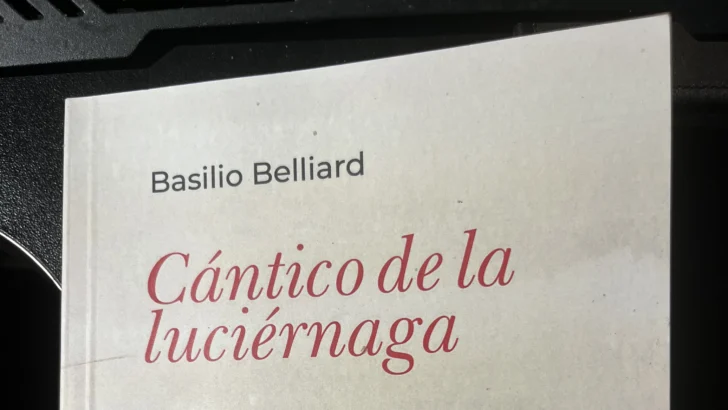 Basilio Belliard
Cántico de la
luciérnaga